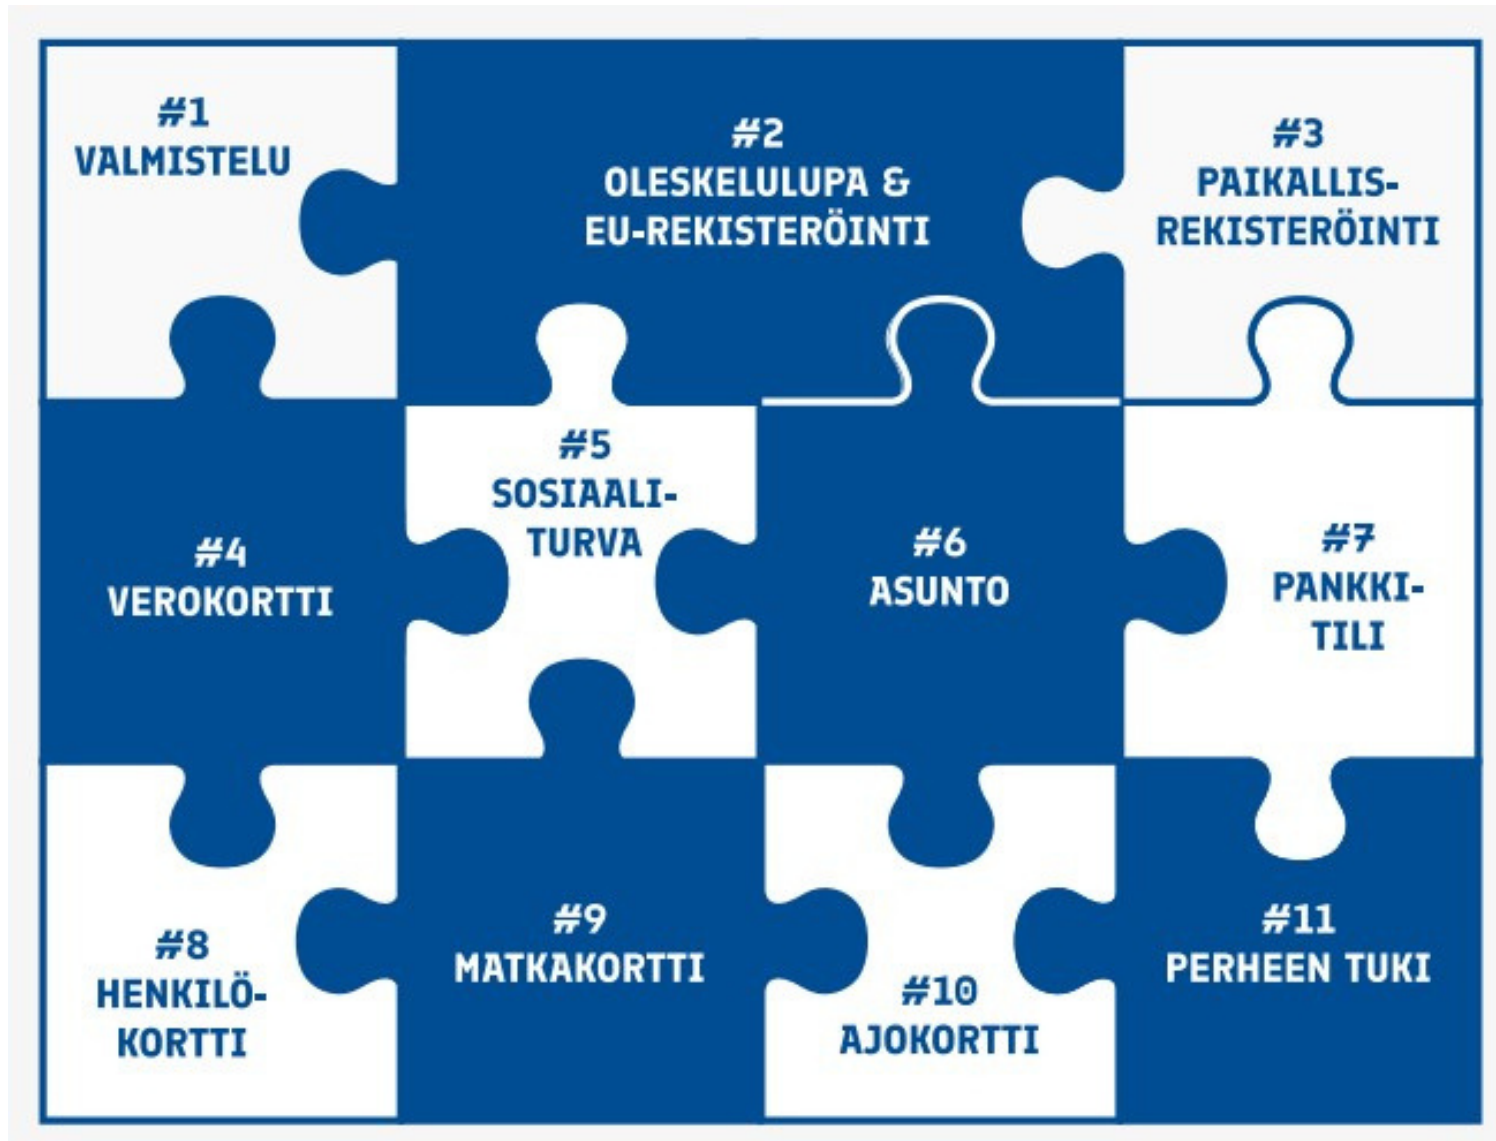 #1
VALMISTELU
#2
OLESKELULUPA &
EU-REKISTERÖINTI
#3
PAIKALLIS-
REKISTERÖINTI
#4
VEROKORTTI
#5
SOSIAALI-
TURVA
#6
ASUNTO
#7
PANKKI-
TILI
#8
HENKILÖ-
KORTTI
#9
MATKAKORTTI
#10
AJOKORTTI
#11
PERHEEN TUKI